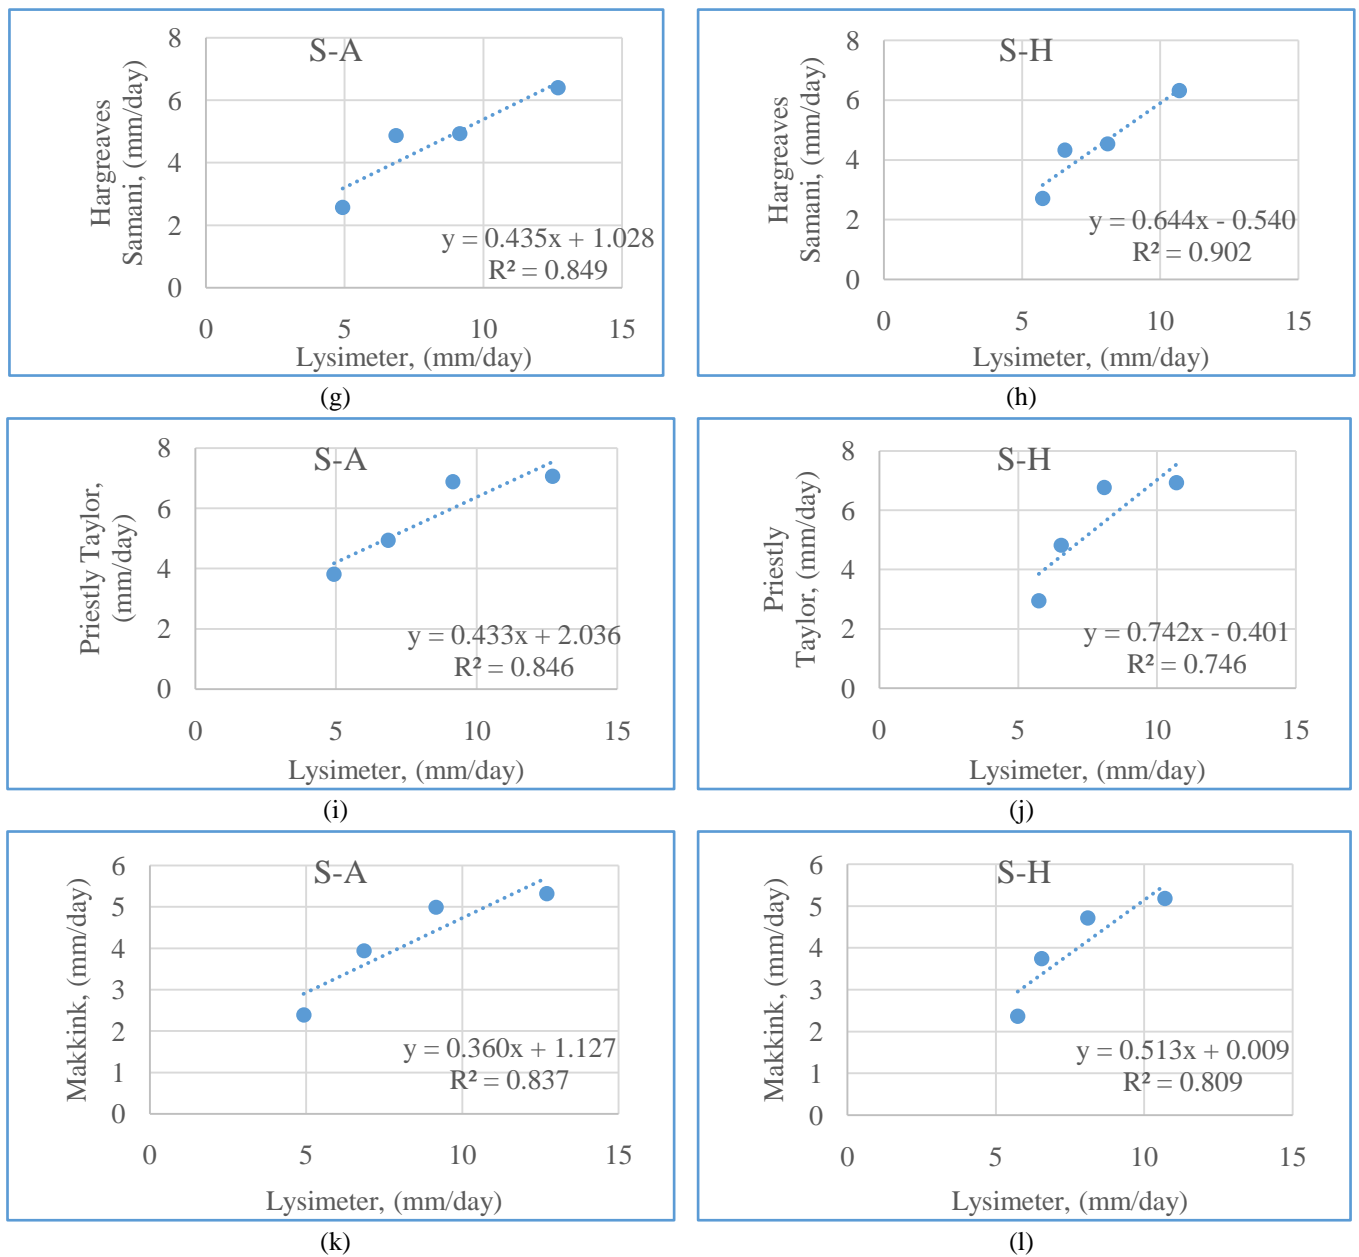 S-A
Hargreaves
Samani, (mm/day)
8
6
4
2
0
y = 0.435x + 1.028
R² = 0.849
0 5 10 15
Lysimeter, (mm/day)
(g)
S-H
Hargreaves
Samani, (mm/day)
8
6
4
2
0
y = 0.644x - 0.540
R² = 0.902
0 5 10 15
Lysimeter, (mm/day)
(h)
S-A
Priestly Taylor,
(mm/day)
8
6
4
2
0
y = 0.433x + 2.036
R² = 0.846
0 5 10 15
Lysimeter, (mm/day)
(i)
S-H
Priestly
Taylor, (mm/day)
8
6
4
2
0
y = 0.742x - 0.401
R² = 0.746
0 5 10 15
Lysimeter, (mm/day)
(j)
S-A
Makkink, (mm/day)
6
5
4
3
2
1
0
y = 0.360x + 1.127
R² = 0.837
0 5 10 15
Lysimeter, (mm/day)
(k)
S-H
Makkink, (mm/day)
6
5
4
3
2
1
0
y = 0.513x + 0.009
R² = 0.809
0 5 10 15
Lysimeter, (mm/day)
(l)